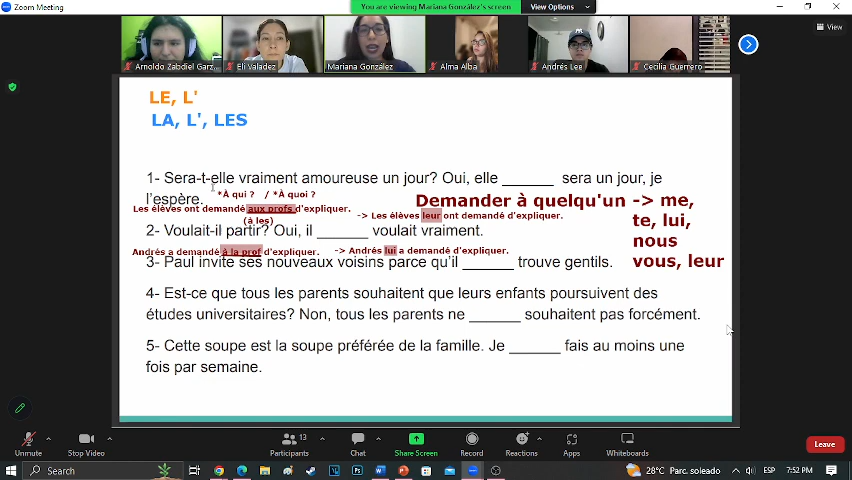 Zoom Meeting
You are viewing Mariana González's screen
View Options
View
Arnoldo Zabdiel Garz...
Eli Valadez
Mariana González
Alma Alba
Andrés Lee
Cecilia Guerrero
LE, L'
LA, L', LES
1- Sera-t-elle vraiment amoureuse un jour? Oui, elle ______ sera un jour, je
l'espère.
*À qui ? / *À quoi ?
Demander à quelqu'un -> me,
te, lui,
nous
vous, leur
Les élèves ont demandé aux profs d'expliquer.
(à les)
-> Les élèves leur ont demandé d'expliquer.
2- Voulait-il partir? Oui, il ______ voulait vraiment.
Andrés a demandé à la prof d'expliquer.
-> Andrés lui a demandé d'expliquer.
3- Paul invite ses nouveaux voisins parce qu'il ______ trouve gentils.
4- Est-ce que tous les parents souhaitent que leurs enfants poursuivent des
études universitaires? Non, tous les parents ne ______ souhaitent pas forcément.
5- Cette soupe est la soupe préférée de la famille. Je ______ fais au moins une
fois par semaine.
Unmute
Stop Video
13
Participants
Chat
Share Screen
Record
Reactions
Apps
Whiteboards
Leave
Search
28°C Parc. soleado
ESP
7:52 PM